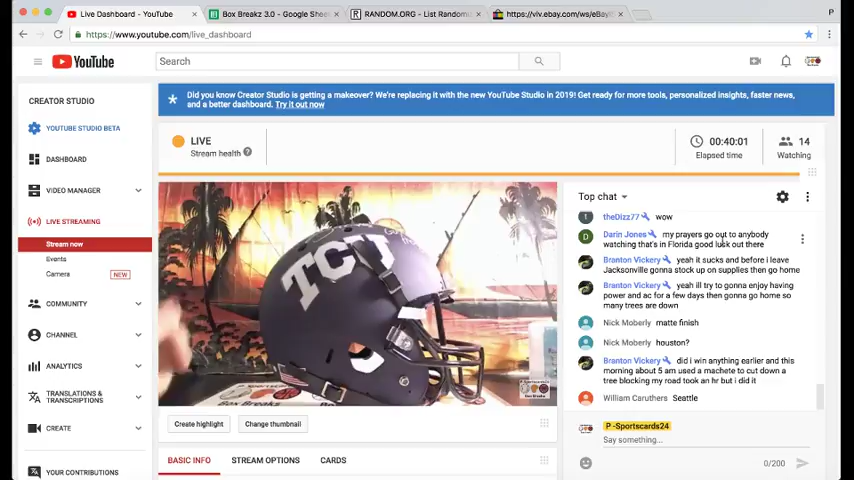 Live Dashboard - YouTube
Box Breakz 3.0 - Google Shee
RANDOM.ORG - List Randomi
https://viv.ebay.com/ws/eBayI
P
https://www.youtube.com/live_dashboard
YouTube
Search
CREATOR STUDIO
YOUTUBE STUDIO BETA
DASHBOARD
VIDEO MANAGER
LIVE STREAMING
Stream now
Events
Camera NEW
COMMUNITY
CHANNEL
ANALYTICS
TRANSLATIONS &
TRANSCRIPTIONS
CREATE
YOUR CONTRIBUTIONS
Did you know Creator Studio is getting a makeover? We're replacing it with the new YouTube Studio in 2019! Get ready for more tools, personalized insights, faster news,
and a better dashboard. Try it out now
LIVE
Stream health ?
00:40:01
Elapsed time
14
Watching
TCU
P-Sportscards24
Box Breaks
Create highlight
Change thumbnail
BASIC INFO STREAM OPTIONS CARDS
Top chat
t theDizz77 wow
D Darin Jones my prayers go out to anybody
watching that's in Florida good luck out there
Branton Vickery yeah it sucks and before i leave
Jacksonville gonna stock up on supplies then go home
Branton Vickery yeah ill try to gonna enjoy having
power and ac for a few days then gonna go home so
many trees are down
Nick Moberly matte finish
Nick Moberly houston?
Branton Vickery did i win anything earlier and this
morning about 5 am used a machete to cut down a
tree blocking my road took an hr but i did it
William Caruthers Seattle
P -Sportscards24
Say something...
0/200